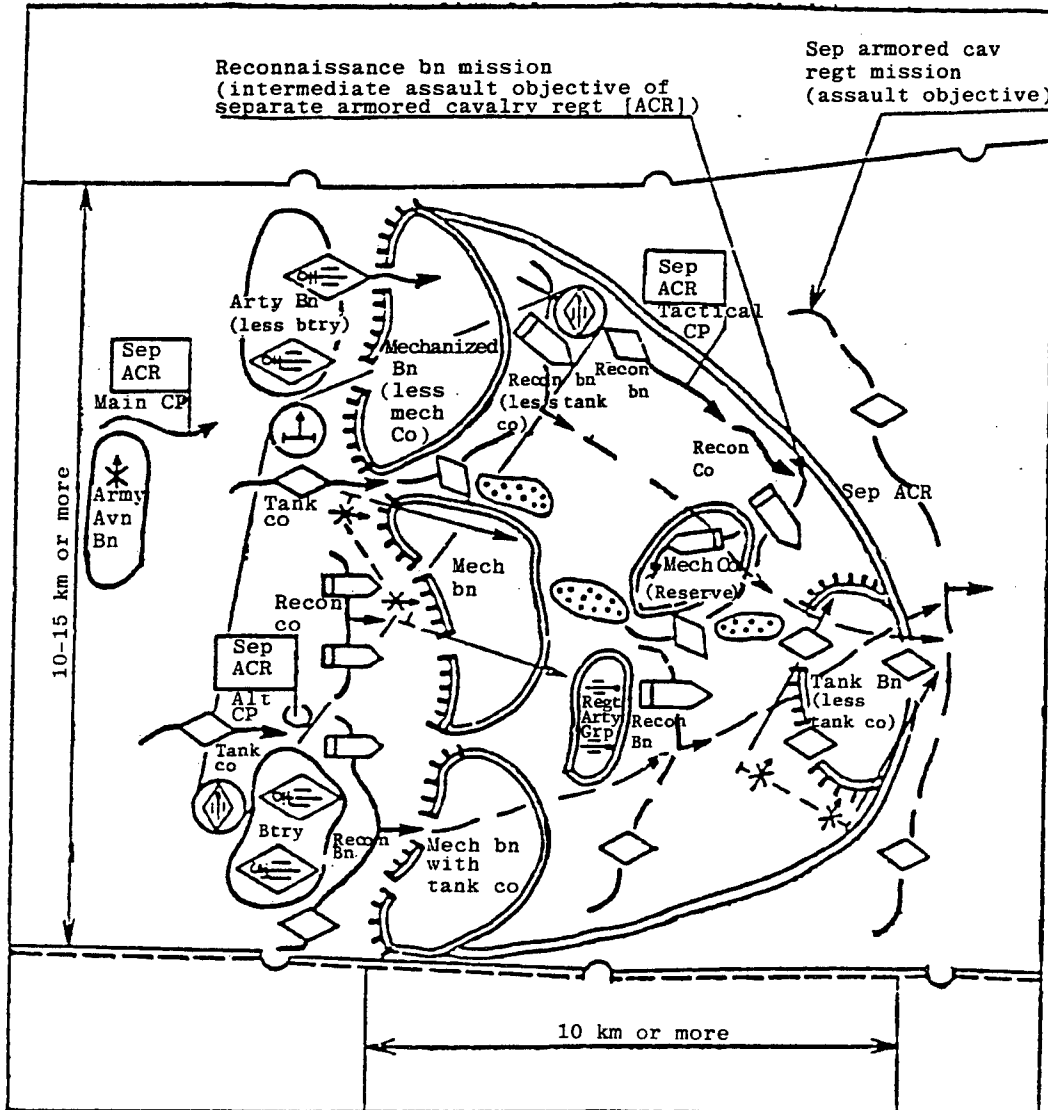 Reconnaissance bn mission
(intermediate assault objective of
separate armored cavalry regt [ACR])
Sep armored cav
regt mission
(assault objective)
Sep
ACR
Tactical
CP
Arty Bn
(less btry)
Sep
ACR
Main CP
Mechanized
Bn
(less
mech
Co)
Recon bn
(less tank
co)
Recon
bn
Recon
Co
Sep ACR
Army
Avn
Bn
Tank
co
Mech
bn
Mech Co
(Reserve)
Recon
co
Sep
ACR
Alt
CP
Tank
co
Regt
Arty
Grp
Recon
Bn
Tank Bn
(less
tank co)
Btry
Recon
Bn
Mech bn
with
tank co
10-15 km or more
10 km or more